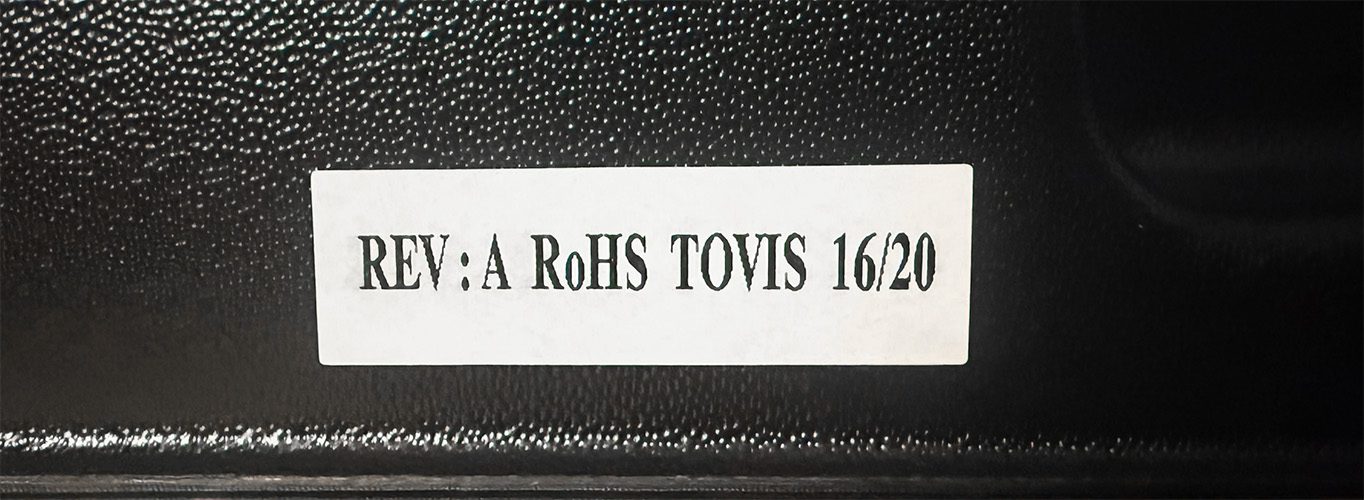 REV : A RoHS TOVIS 16/20